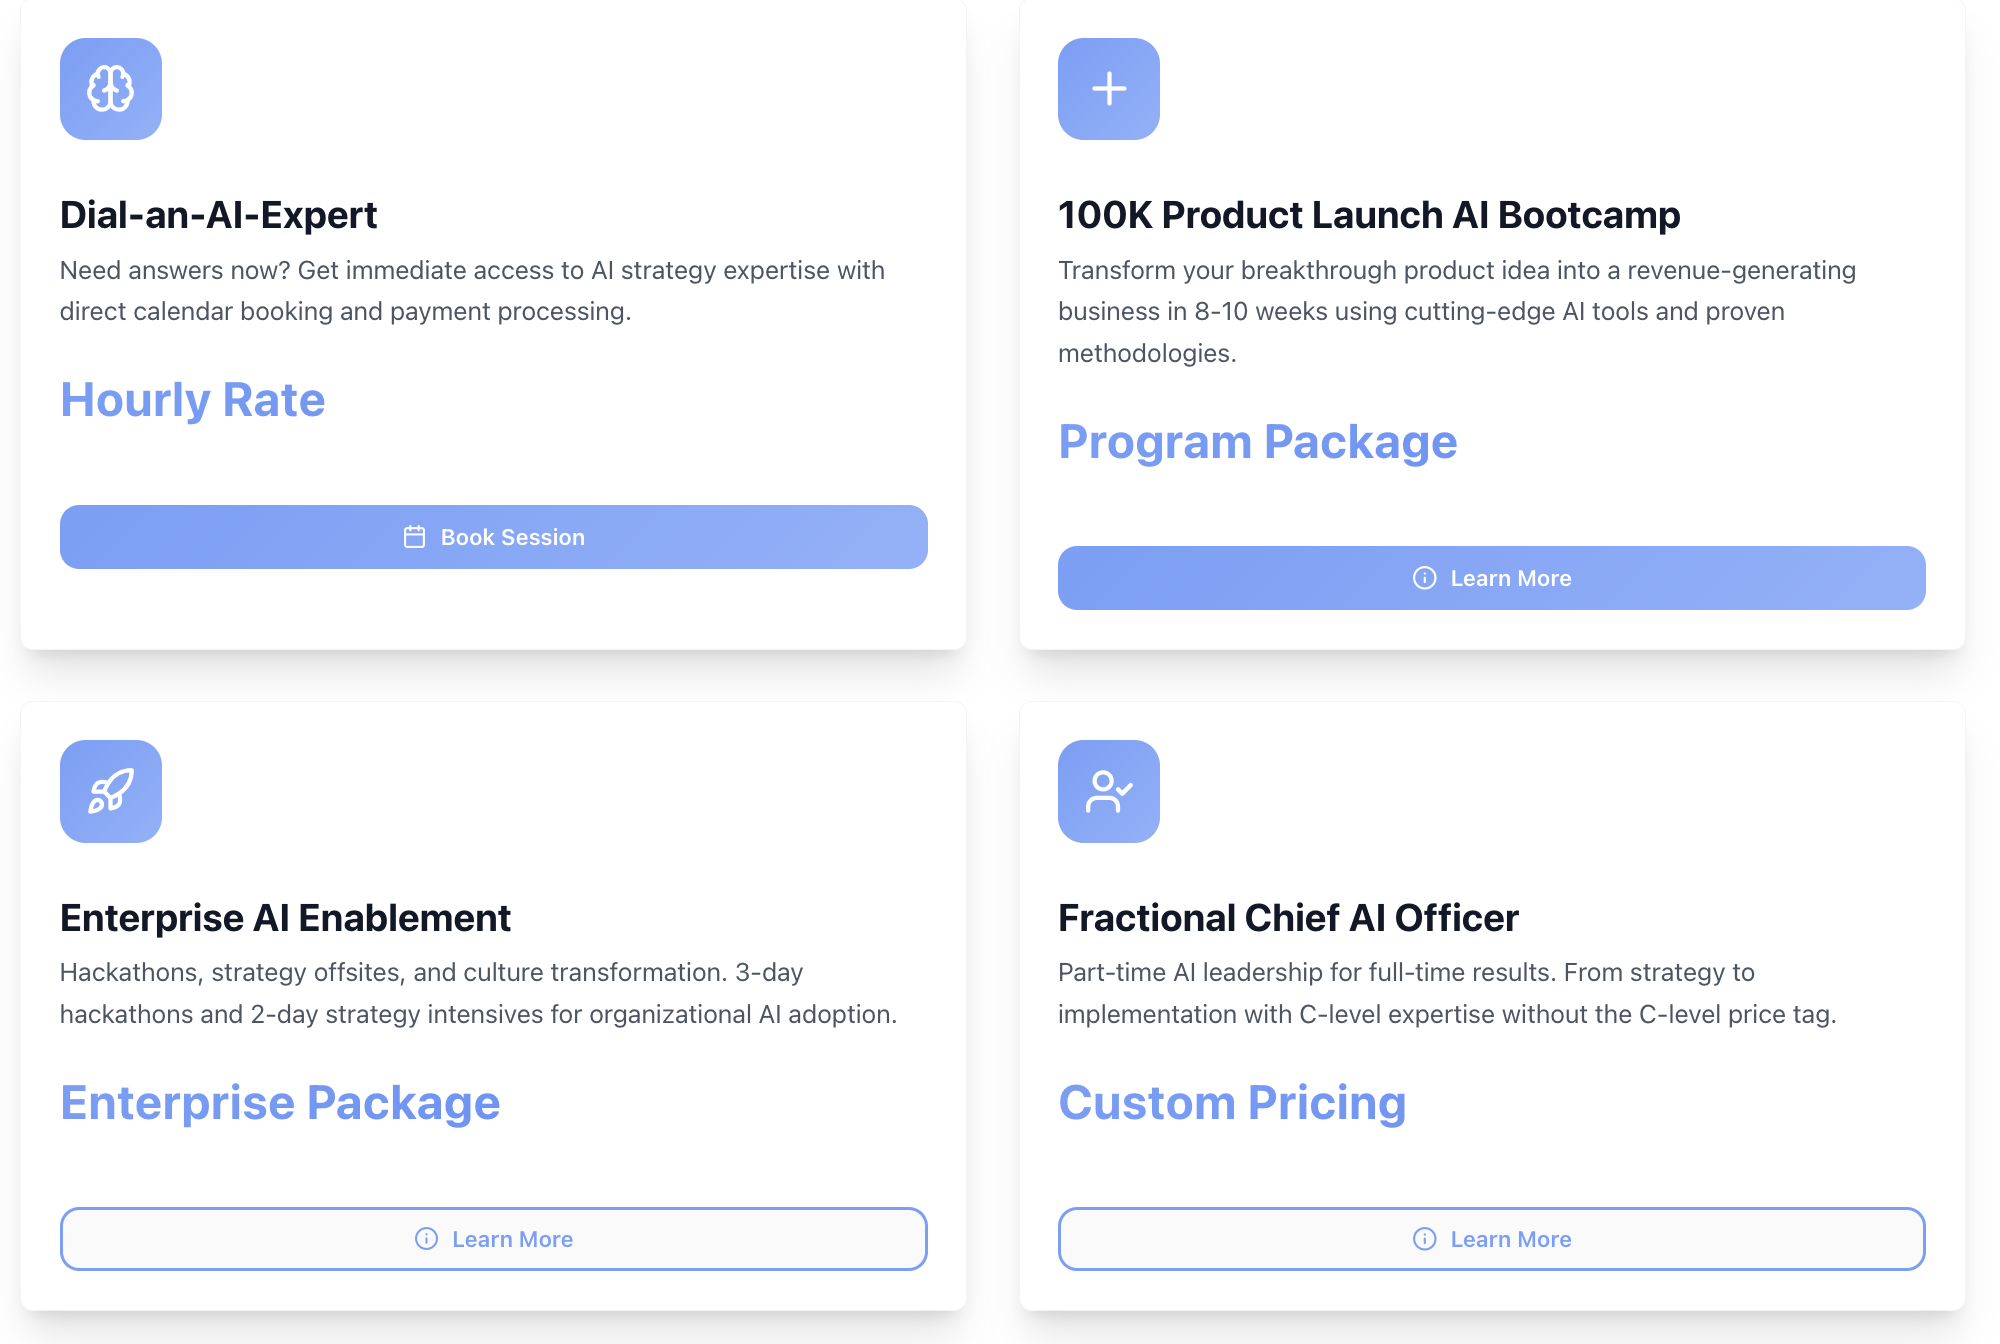 Dial-an-AI-Expert
Need answers now? Get immediate access to AI strategy expertise with
direct calendar booking and payment processing.
Hourly Rate
Book Session
100K Product Launch AI Bootcamp
Transform your breakthrough product idea into a revenue-generating
business in 8-10 weeks using cutting-edge AI tools and proven
methodologies.
Program Package
Learn More
Enterprise AI Enablement
Hackathons, strategy offsites, and culture transformation. 3-day
hackathons and 2-day strategy intensives for organizational AI adoption.
Enterprise Package
Learn More
Fractional Chief AI Officer
Part-time AI leadership for full-time results. From strategy to
implementation with C-level expertise without the C-level price tag.
Custom Pricing
Learn More